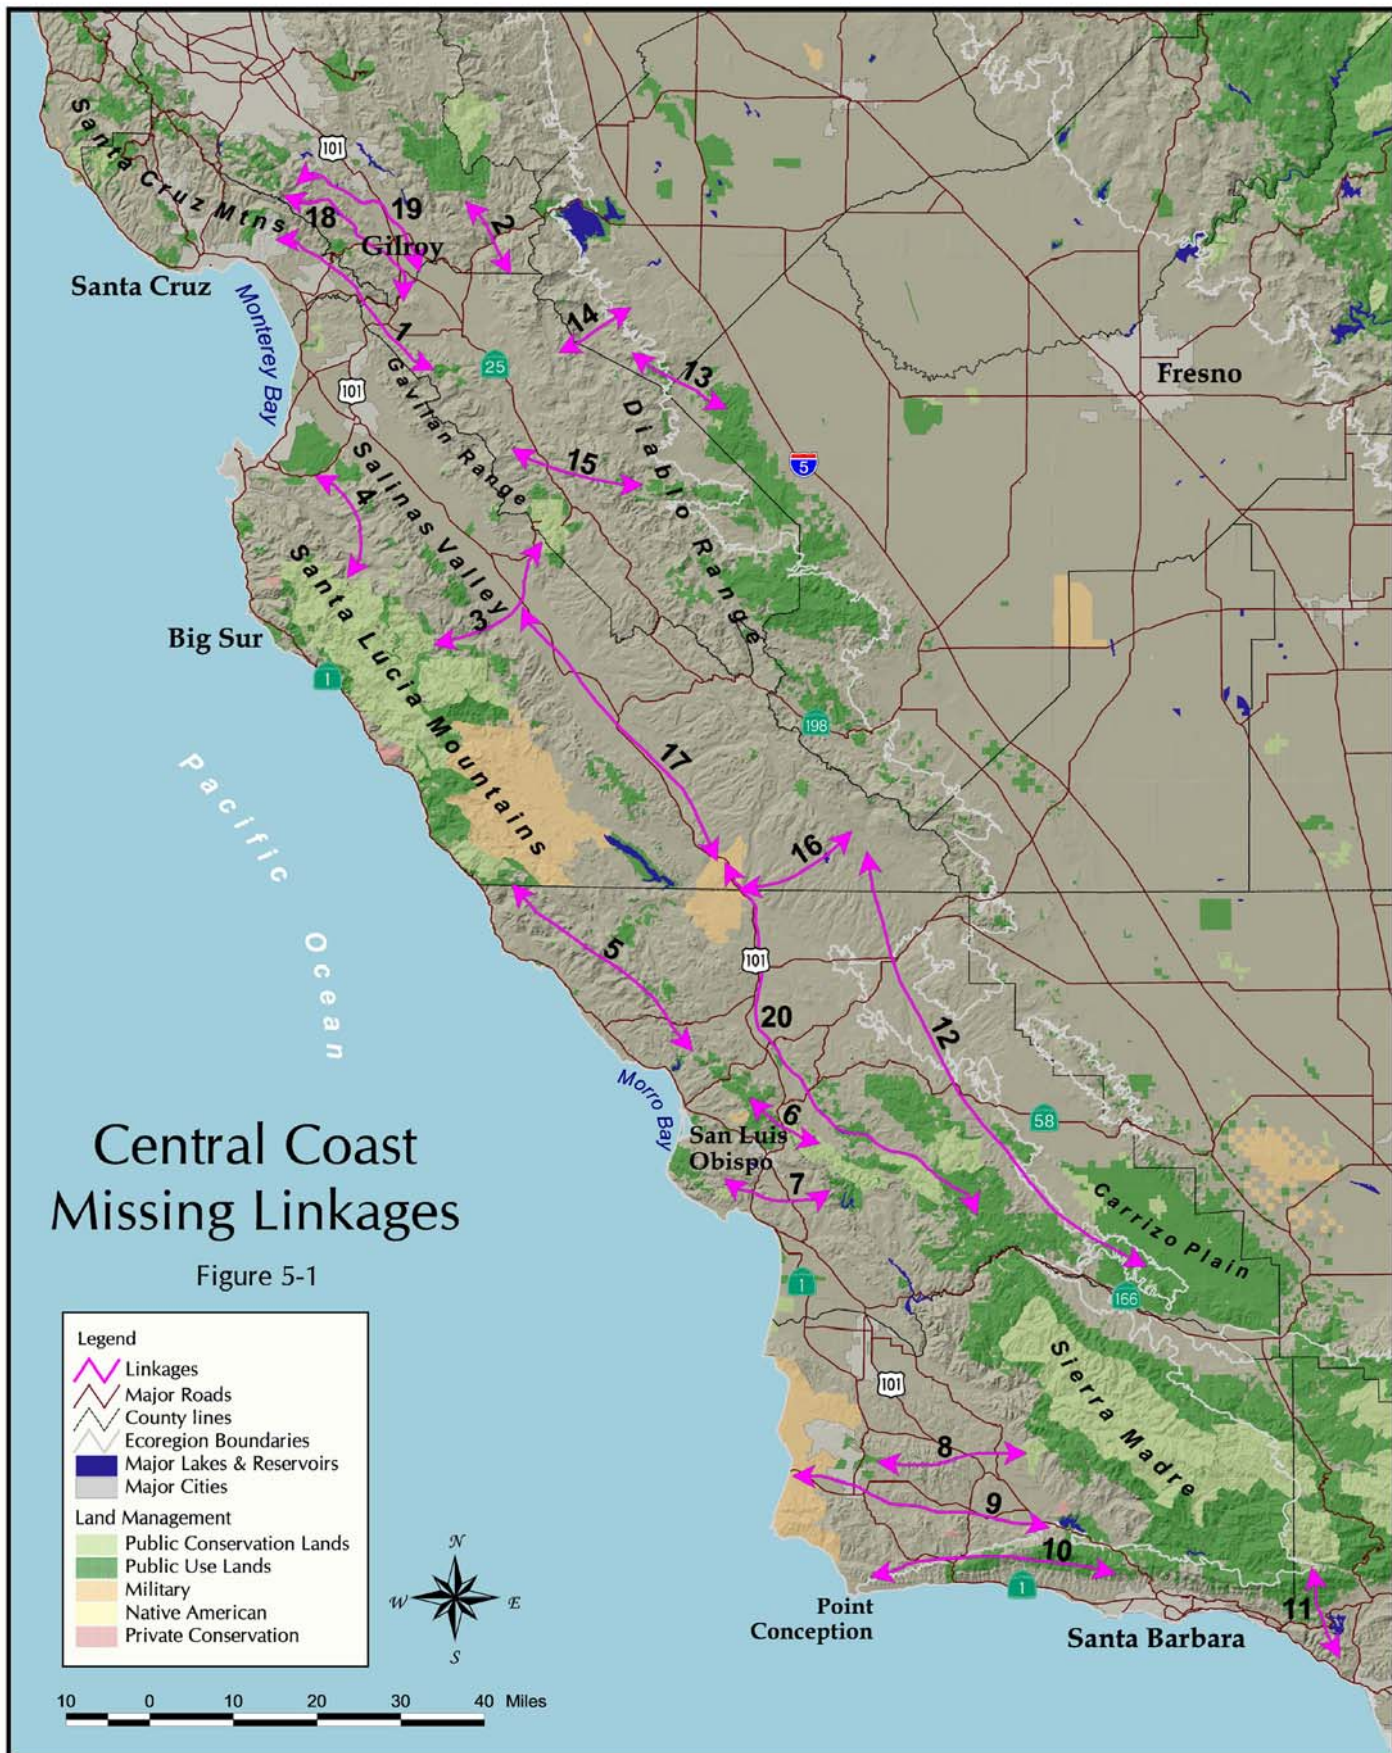 101
Santa Cruz Mtns
18
19
2
Gilroy
Santa Cruz
Monterey Bay
1
14
25
101
13
Fresno
Gavilan Range
Diablo Range
5
15
4
Salinas Valley
Santa Lucia Mountains
3
Big Sur
1
198
17
Pacific Ocean
16
5
101
20
12
Morro Bay
58
6
San Luis
Obispo
7
Carrizo Plain
Central Coast
Missing Linkages
Figure 5-1
1
166
Sierra Madre
101
8
9
10
1
11
Point
Conception
Santa Barbara
Legend
Linkages
Major Roads
County lines
Ecoregion Boundaries
Major Lakes & Reservoirs
Major Cities
Land Management
Public Conservation Lands
Public Use Lands
Military
Native American
Private Conservation
N
W E
S
10 0 10 20 30 40 Miles